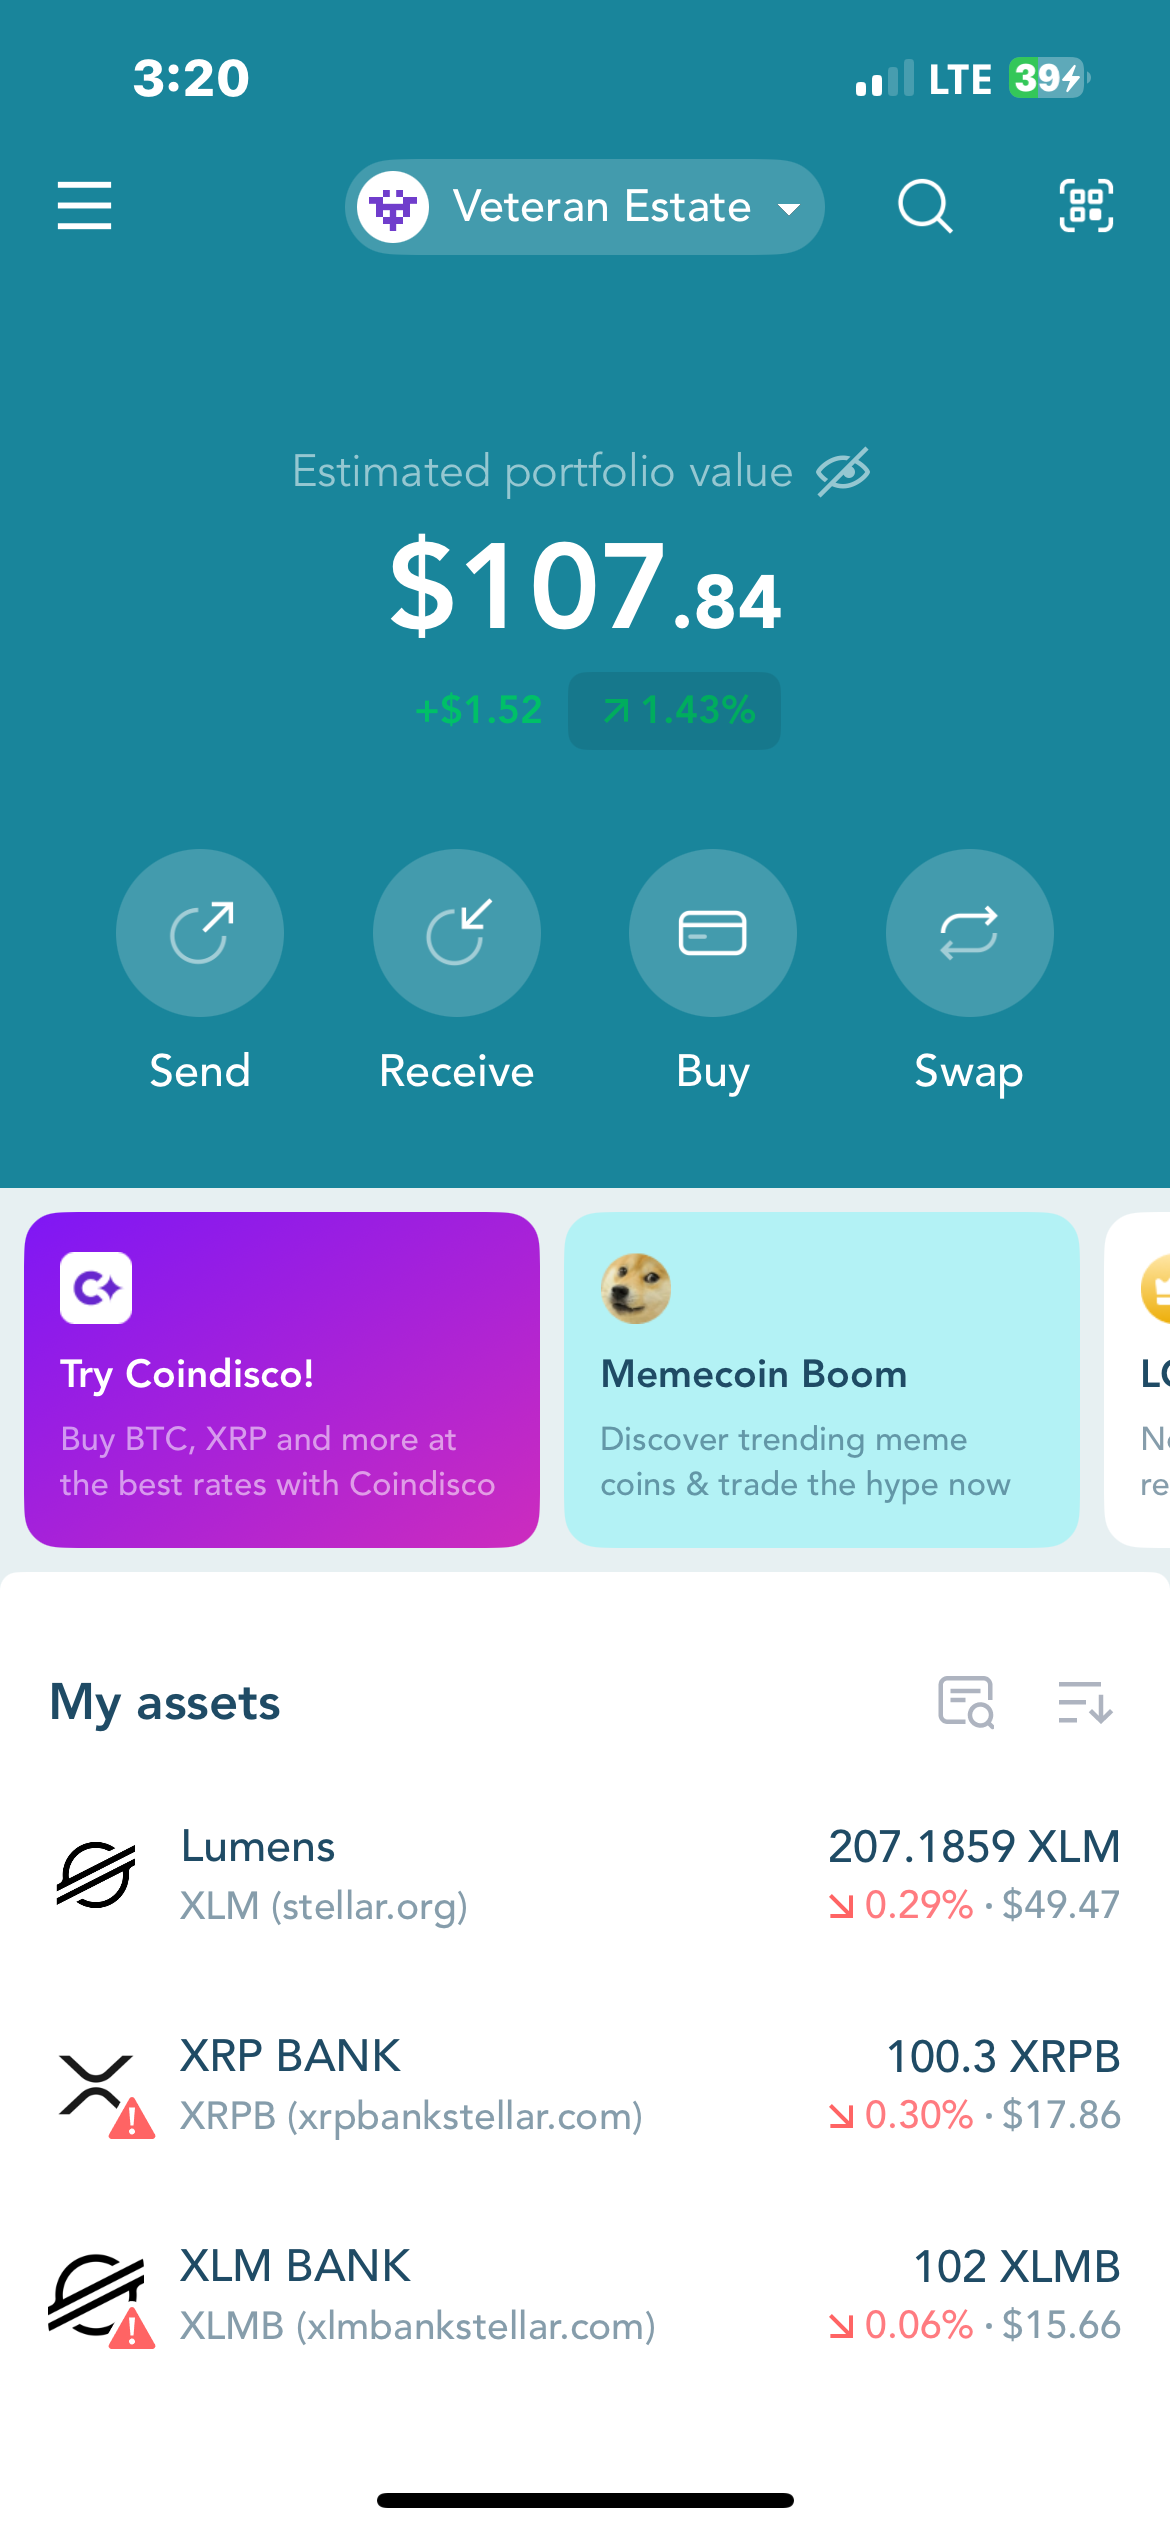 3:20
LTE 39
Veteran Estate
Estimated portfolio value
$107.84
+$1.52 1.43%
Send Receive Buy Swap
Try Coindisco!
Buy BTC, XRP and more at
the best rates with Coindisco
Memecoin Boom
Discover trending meme
coins & trade the hype now
My assets
Lumens
207.1859 XLM
XLM (stellar.org)
0.29% · $49.47
XRP BANK
100.3 XRPB
XRPB (xrpbankstellar.com)
0.30% · $17.86
XLM BANK
102 XLMB
XLMB (xlmbankstellar.com)
0.06% · $15.66